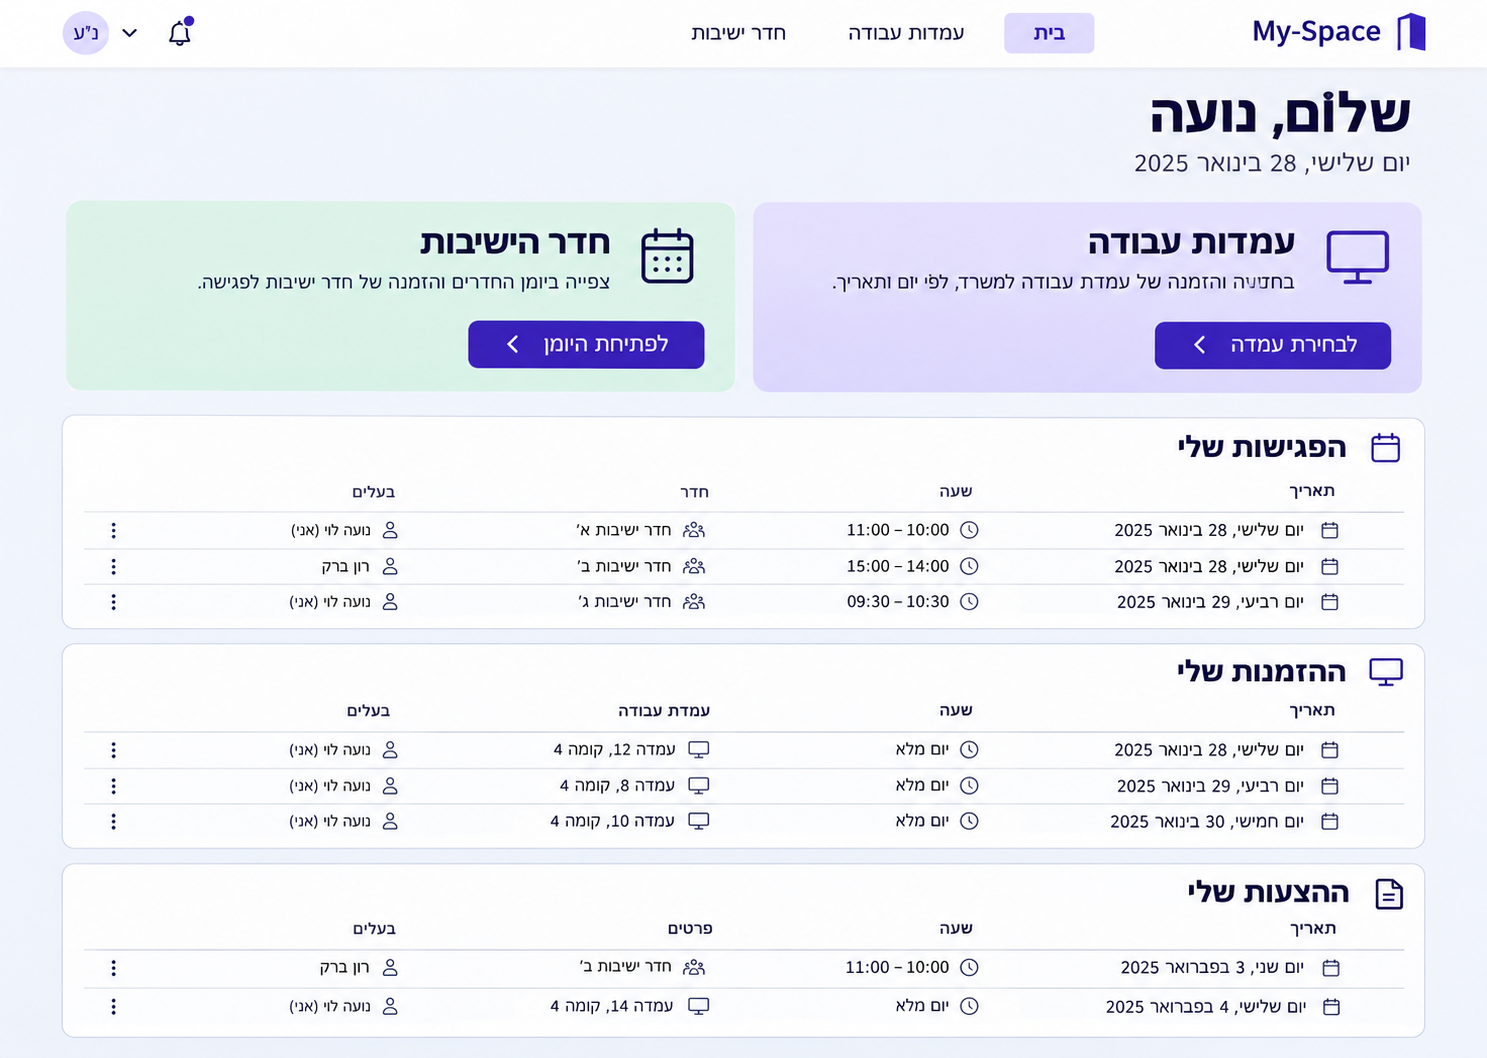 My-Space
בית
עמדות עבודה
חדר ישיבות
נ"ע
שלום, נועה
יום שלישי, 28 בינואר 2025
עמדות עבודה
והזמנה של עמדת עבודה למשרד, לפי יום ותאריך.
לבחירת עמדה
חדר הישיבות
צפייה ביומן החדרים והזמנה של חדר ישיבות לפגישה.
לפתיחת היומן
הפגישות שלי
תאריך שעה חדר בעלים
יום שלישי, 28 בינואר 2025 10:00 – 11:00 חדר ישיבות א' נועה לוי (אני)
יום שלישי, 28 בינואר 2025 14:00 – 15:00 חדר ישיבות ב' רון ברק
יום רביעי, 29 בינואר 2025 10:30 – 09:30 חדר ישיבות ג' נועה לוי (אני)
ההזמנות שלי
תאריך שעה עמדת עבודה בעלים
יום שלישי, 28 בינואר 2025 יום מלא עמדה 12, קומה 4 נועה לוי (אני)
יום רביעי, 29 בינואר 2025 יום מלא עמדה 8, קומה 4 נועה לוי (אני)
יום חמישי, 30 בינואר 2025 יום מלא עמדה 10, קומה 4 נועה לוי (אני)
ההצעות שלי
תאריך שעה פרטים בעלים
יום שני, 3 בפברואר 2025 10:00 – 11:00 חדר ישיבות ב' רון ברק
יום שלישי, 4 בפברואר 2025 יום מלא עמדה 14, קומה 4 נועה לוי (אני)